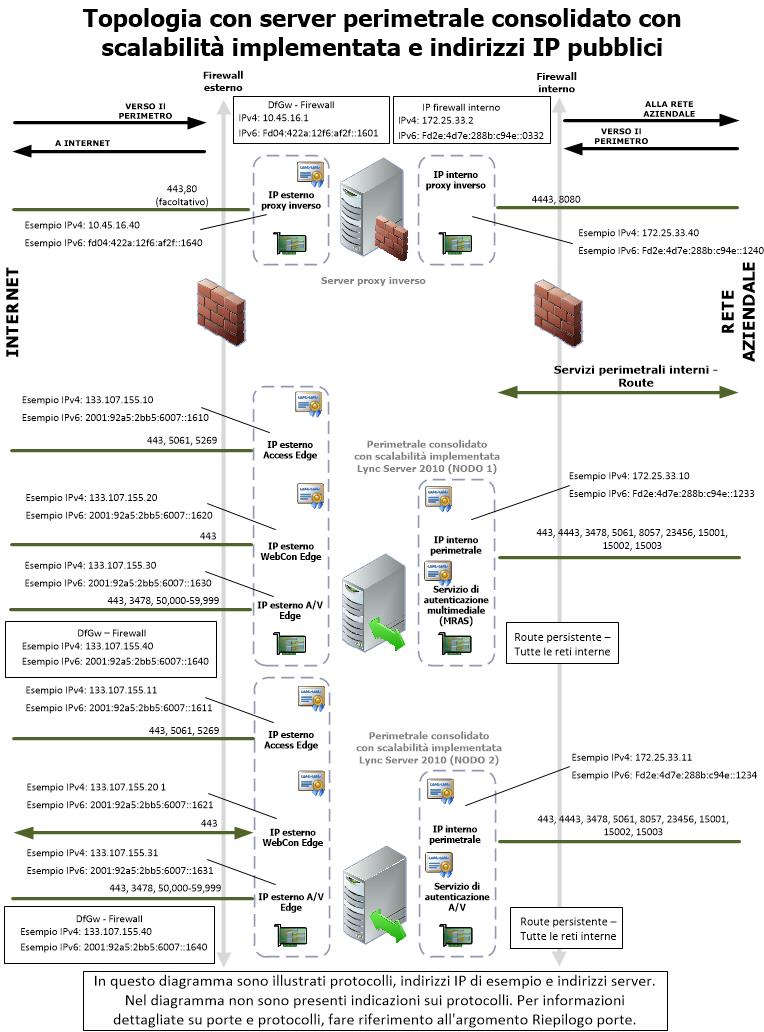 Topologia con server perimetrale consolidato con
scalabilità implementata e indirizzi IP pubblici
Firewall
esterno
Firewall
interno
VERSO Il
PERIMETRO
A INTERNET
DfGw - Firewall
IPv4: 10.45.16.1
IPv6: Fd04:422a:12f6:af2f::1601
IP firewall interno
IPv4: 172.25.33.2
IPv6: Fd2e:4d7e:288b:c94e::0332
ALLA RETE
AZIENDALE
VERSO Il
PERIMETRO
443,80
(facoltativo)
Esempio IPv4: 10.45.16.40
Esempio IPv6: fd04:422a:12f6:af2f::1640
IP esterno
proxy inverso
IP interno
proxy inverso
4443, 8080
Esempio IPv4: 172.25.33.40
Esempio IPv6: Fd2e:4d7e:288b:c94e::1240
Server proxy inverso
INTERNET
RETE
AZIENDALE
Servizi perimetrali interni –
Route
Esempio IPv4: 133.107.155.10
Esempio IPv6: 2001:92a5:2bb5:6007::1610
443, 5061, 5269
IP esterno
Access Edge
Perimetrale consolidato
con scalabilità implementata
Lync Server 2010 (NODO 1)
Esempio IPv4: 172.25.33.10
Esempio IPv6: Fd2e:4d7e:288b:c94e::1233
Esempio IPv4: 133.107.155.20
Esempio IPv6: 2001:92a5:2bb5:6007::1620
443
IP esterno
WebCon Edge
IP interno
perimetrale
443, 4443, 3478, 5061, 8057, 23456, 15001,
15002, 15003
Esempio IPv4: 133.107.155.30
Esempio IPv6: 2001:92a5:2bb5:6007::1630
443, 3478, 50,000-59,999
IP esterno A/V
Edge
Servizio di
autenticazione
multimediale
(MRAS)
DfGw – Firewall
Esempio IPv4: 133.107.155.40
Esempio IPv6: 2001:92a5:2bb5:6007::1640
Route persistente –
Tutte le reti interne
Esempio IPv4: 133.107.155.11
Esempio IPv6: 2001:92a5:2bb5:6007::1611
443, 5061, 5269
IP esterno
Access Edge
Perimetrale consolidato
con scalabilità implementata
Lync Server 2010 (NODO 2)
Esempio IPv4: 172.25.33.11
Esempio IPv6: Fd2e:4d7e:288b:c94e::1234
Esempio IPv4: 133.107.155.20 1
Esempio IPv6: 2001:92a5:2bb5:6007::1621
443
IP esterno
WebCon Edge
IP interno
perimetrale
443, 4443, 3478, 5061, 8057, 23456, 15001,
15002, 15003
Esempio IPv4: 133.107.155.31
Esempio IPv6: 2001:92a5:2bb5:6007::1631
443, 3478, 50,000-59,999
IP esterno A/V
Edge
Servizio di
autenticazione
A/V
DfGw - Firewall
Esempio IPv4: 133.107.155.40
Esempio IPv6: 2001:92a5:2bb5:6007::1640
Route persistente –
Tutte le reti interne
In questo diagramma sono illustrati protocolli, indirizzi IP di esempio e indirizzi server.
Nel diagramma non sono presenti indicazioni sui protocolli. Per informazioni
dettagliate su porte e protocolli, fare riferimento all'argomento Riepilogo porte.